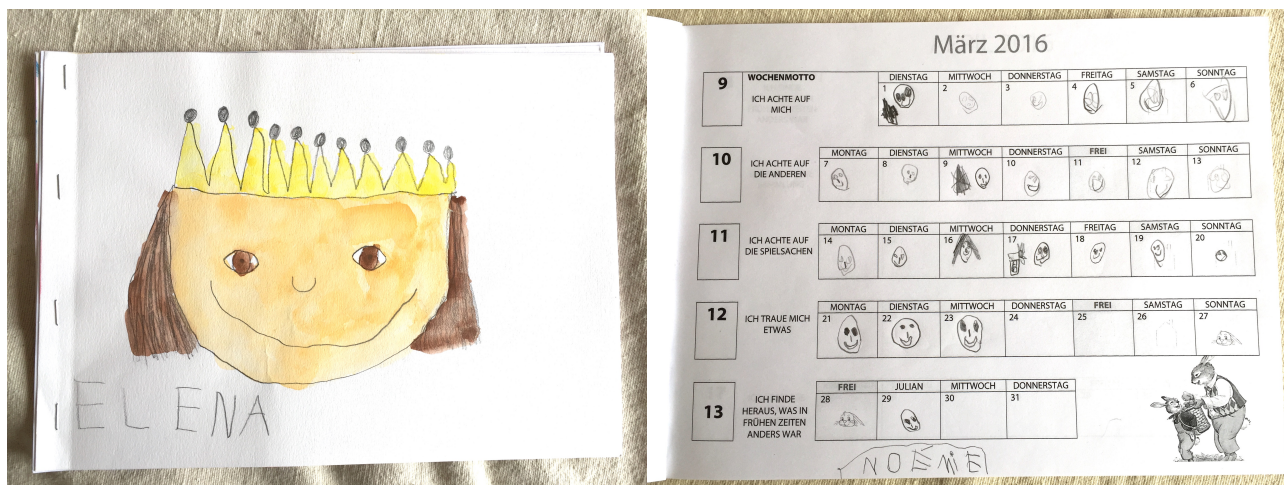 ELENA
März 2016
9
WOCHENMOTTO
ICH ACHTE AUF
MICH
DIENSTAG MITTWOCH DONNERSTAG FREITAG SAMSTAG SONNTAG
1 2 3 4 5 6
10
ICH ACHTE AUF
DIE ANDEREN
MONTAG DIENSTAG MITTWOCH DONNERSTAG FREI SAMSTAG SONNTAG
7 8 9 10 11 12 13
11
ICH ACHTE AUF
DIE SPIELSACHEN
MONTAG DIENSTAG MITTWOCH DONNERSTAG FREITAG SAMSTAG SONNTAG
14 15 16 17 18 19 20
12
ICH TRAUE MICH
ETWAS
MONTAG DIENSTAG MITTWOCH DONNERSTAG FREI SAMSTAG SONNTAG
21 22 23 24 25 26 27
13
ICH FINDE
HERAUS, WAS IN
FRÜHEN ZEITEN
ANDERS WAR
FREI JULIAN MITTWOCH DONNERSTAG
28 29 30 31
NOÉMIE